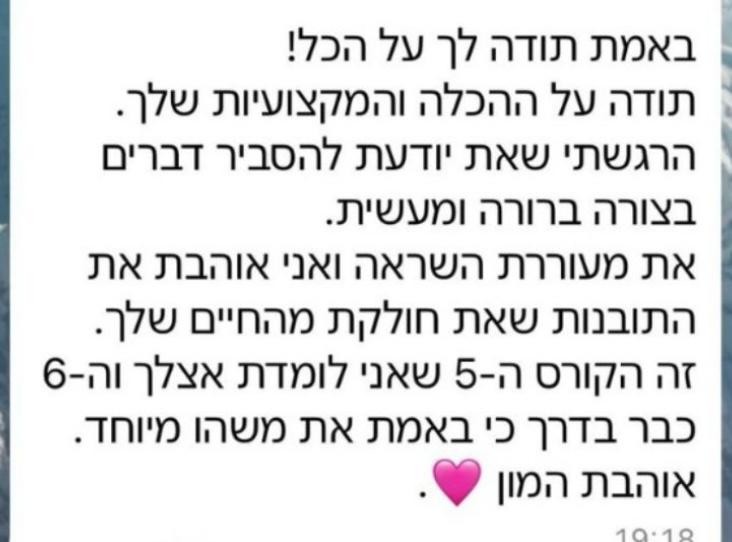 באמת תודה לך על הכל!
תודה על ההכלה והמקצועיות שלך.
הרגשתי שאת יודעת להסביר דברים
בצורה ברורה ומעשית.
את מעוררת השראה ואני אוהבת את
התובנות שאת חולקת מהחיים שלך.
זה הקורס ה-5 שאני לומדת אצלך וה-6
כבר בדרך כי באמת את משהו מיוחד.
אוהבת המון 🩷.
19:18